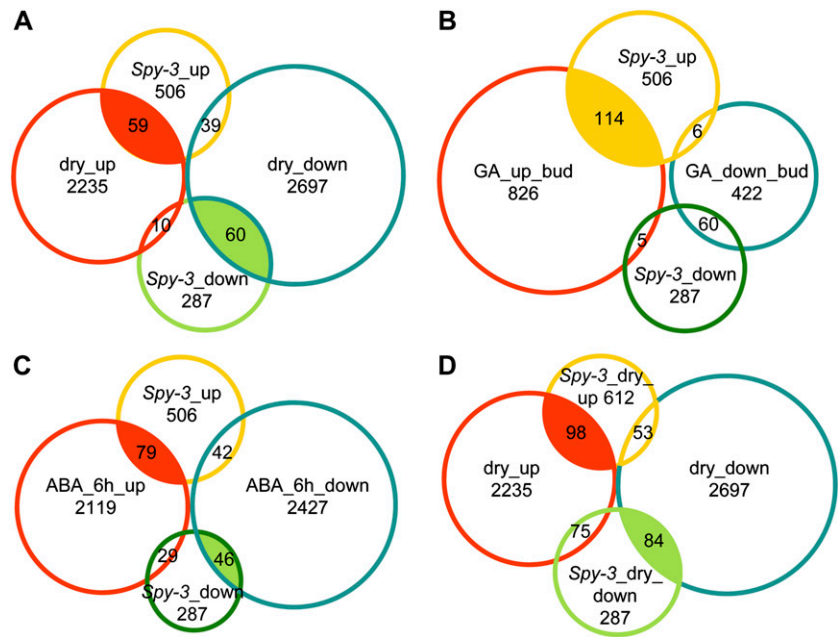 A
Spy-3_up
506
59
39
dry_up
2235
dry_down
2697
10
60
Spy-3_down
287
B
Spy-3_up
506
114
6
GA_up_bud
826
GA_down_bud
422
5
60
Spy-3_down
287
C
Spy-3_up
506
79
42
ABA_6h_up
2119
ABA_6h_down
2427
29
46
Spy-3_down
287
D
Spy-3_dry_
up 612
98
53
dry_up
2235
dry_down
2697
75
84
Spy-3_dry_
down
287